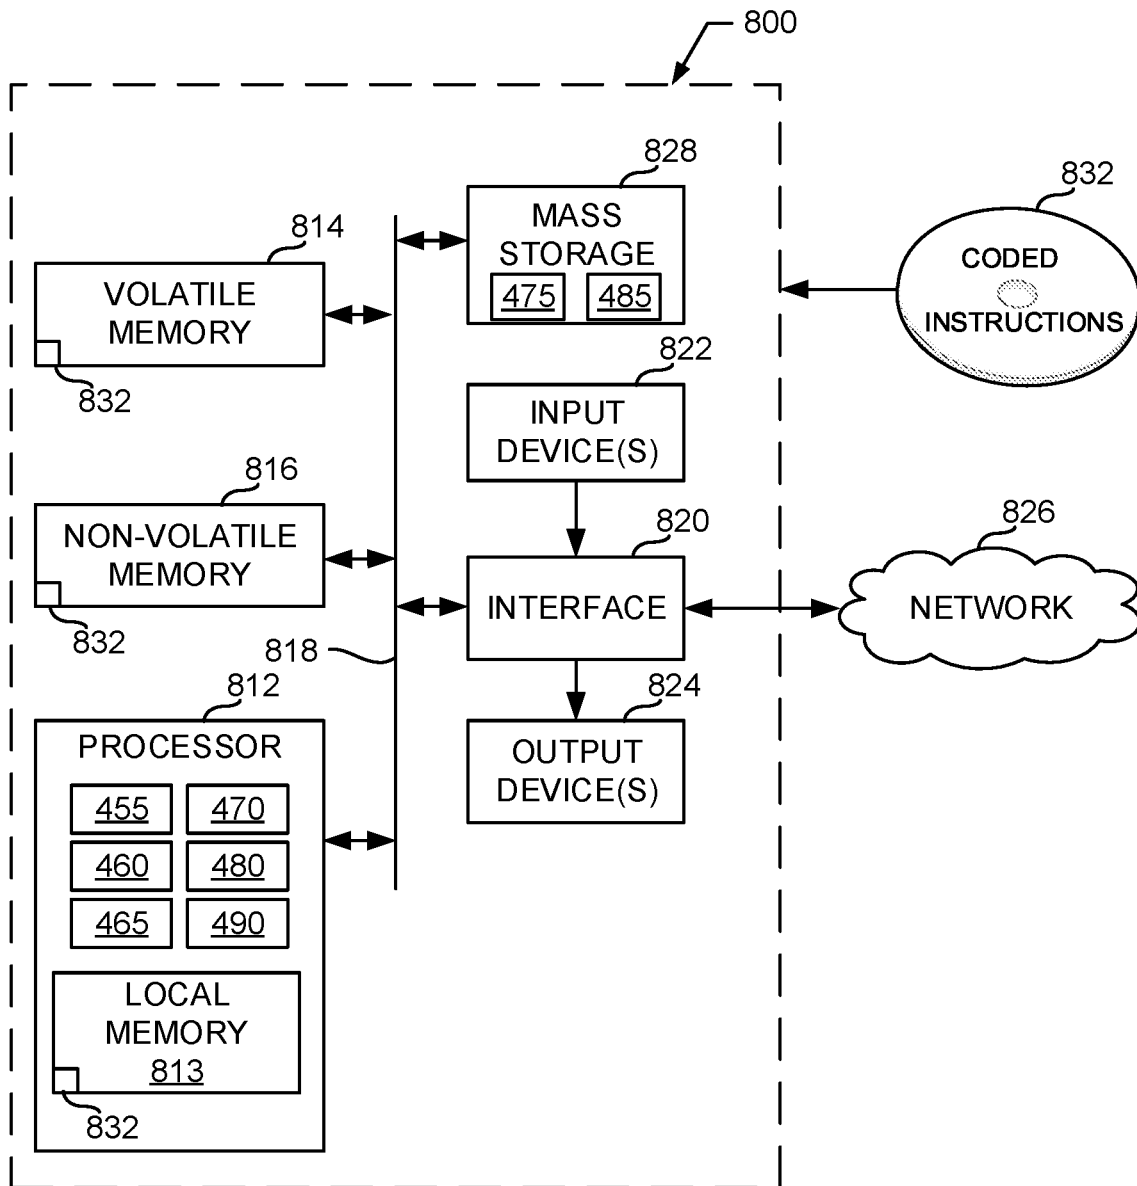 800
828
MASS
STORAGE
475 485
832
CODED
INSTRUCTIONS
814
VOLATILE
MEMORY
832
822
INPUT
DEVICE(S)
816
NON-VOLATILE
MEMORY
832
820
INTERFACE
826
NETWORK
818
812
PROCESSOR
455 470
460 480
465 490
LOCAL
MEMORY
813
832
824
OUTPUT
DEVICE(S)